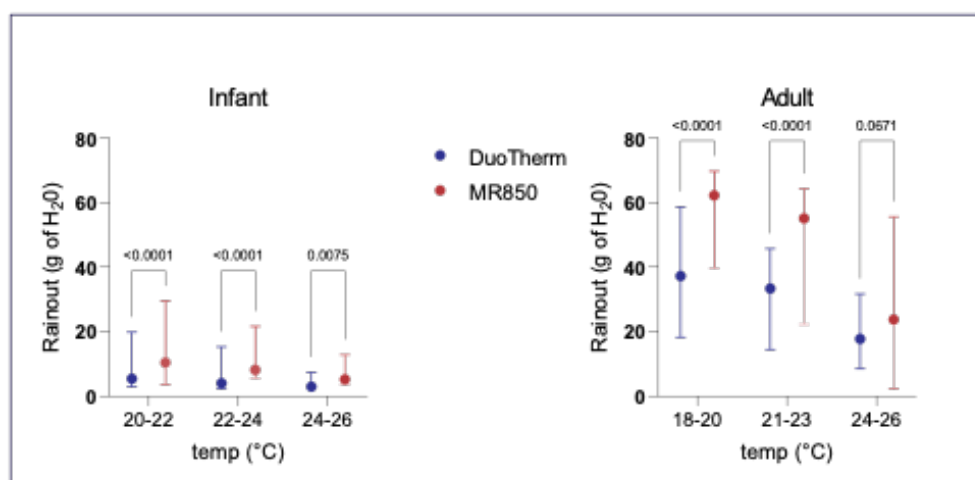 Infant
80
60
40
20
0
Rainout (g of H₂0)
<0.0001
<0.0001
0.0075
20-22
22-24
24-26
temp (°C)
DuoTherm
MR850
Adult
<0.0001
<0.0001
0.0671
80
60
40
20
0
Rainout (g of H₂0)
18-20
21-23
24-26
temp (°C)